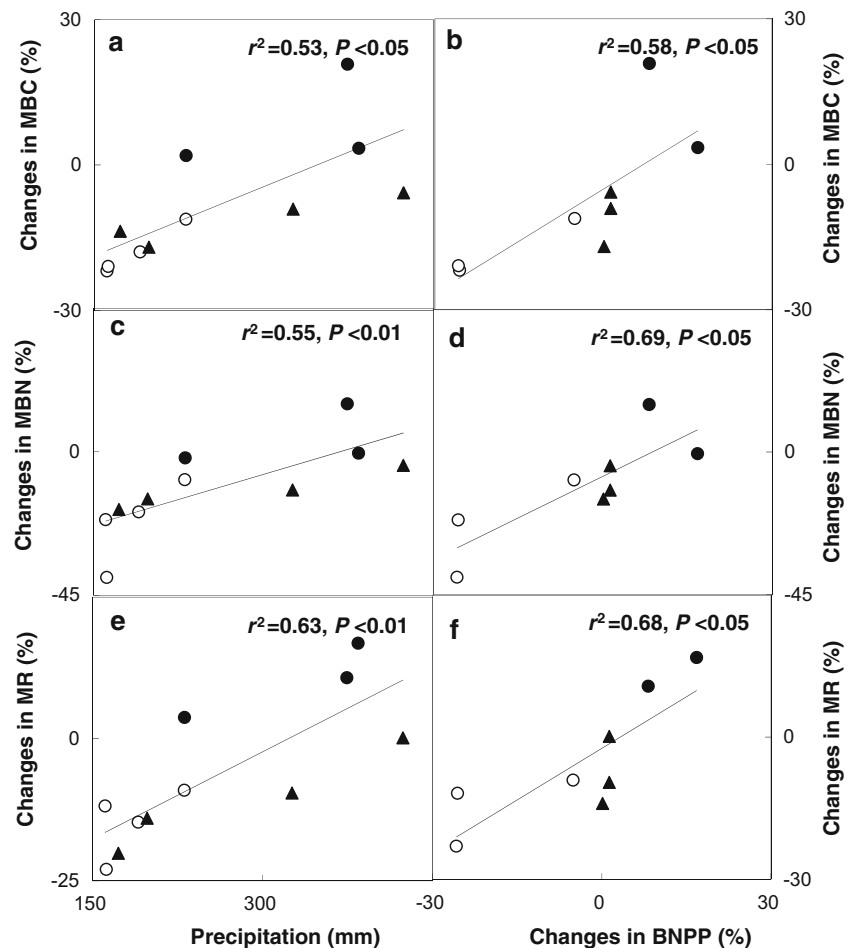 30
30
a
r²=0.53, P<0.05
b
r²=0.58, P<0.05
Changes in MBC (%)
0
0
Changes in MBC (%)
-30
-30
c
r²=0.55, P<0.01
d
r²=0.69, P<0.05
Changes in MBN (%)
0
0
Changes in MBN (%)
-45
-45
e
r²=0.63, P<0.01
f
r²=0.68, P<0.05
Changes in MR (%)
0
0
Changes in MR (%)
-25
-30
150
300
-30
0
30
Precipitation (mm)
Changes in BNPP (%)